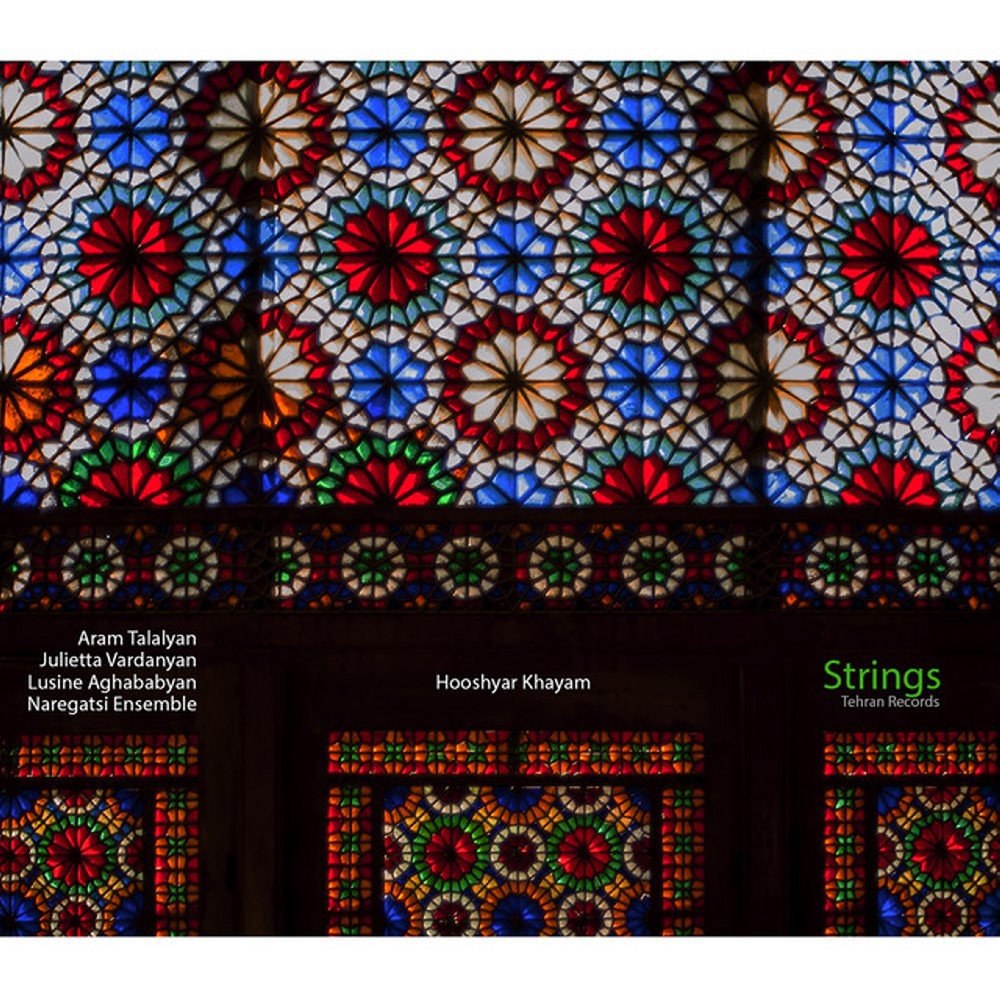 Aram Talalyan
Julietta Vardanyan
Lusine Aghababyan
Naregatsi Ensemble
Hooshyar Khayam
Strings
Tehran Records